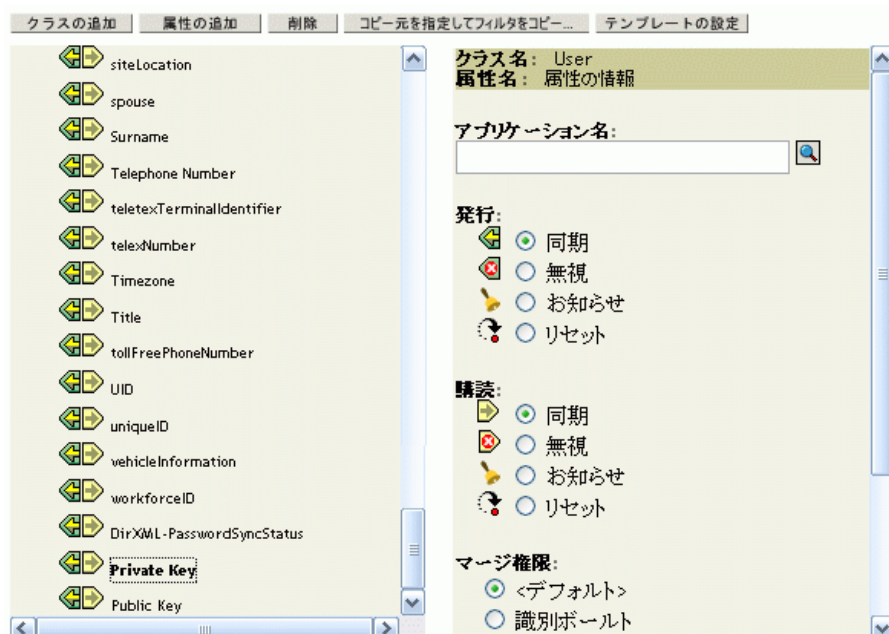 クラスの追加 属性の追加 削除 コピー元を指定してフィルタをコピー... テンプレートの設定
siteLocation
spouse
Surname
Telephone Number
teletexTerminalIdentifier
telexNumber
Timezone
Title
tollFreePhoneNumber
UID
uniqueID
vehicleInformation
workforceID
DirXML-PasswordSyncStatus
Private Key
Public Key
クラス名: User
属性名: 属性の情報
アプリケーション名:
発行:
同期
無視
お知らせ
リセット
購読:
同期
無視
お知らせ
リセット
マージ権限:
<デフォルト>
識別ボールト